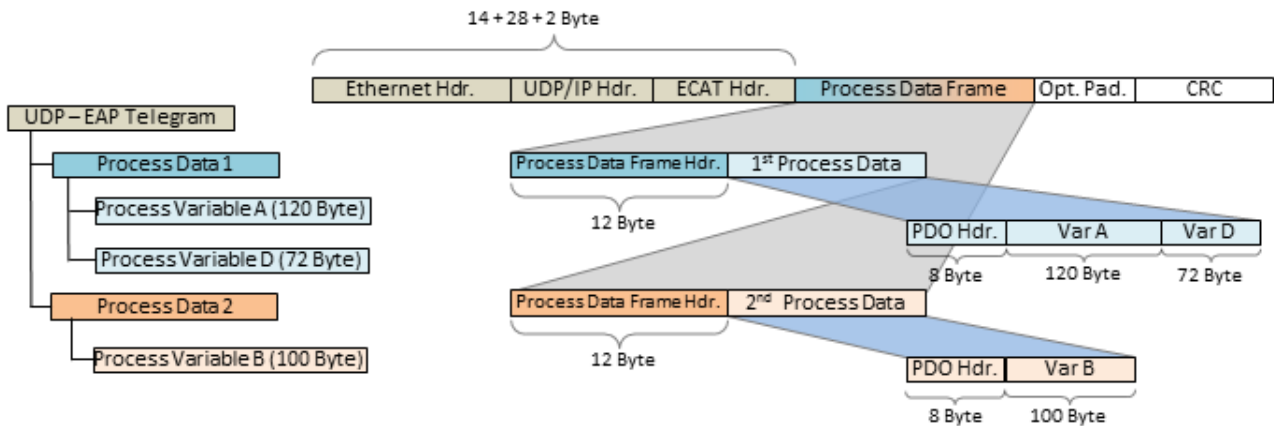 14 + 28 + 2 Byte
Ethernet Hdr. UDP/IP Hdr. ECAT Hdr. Process Data Frame Opt. Pad. CRC
UDP – EAP Telegram
Process Data 1
Process Data Frame Hdr. 1st Process Data
Process Variable A (120 Byte)
12 Byte
PDO Hdr. Var A Var D
Process Variable D (72 Byte)
8 Byte 120 Byte 72 Byte
Process Data 2
Process Data Frame Hdr. 2nd Process Data
Process Variable B (100 Byte)
12 Byte
PDO Hdr. Var B
8 Byte 100 Byte